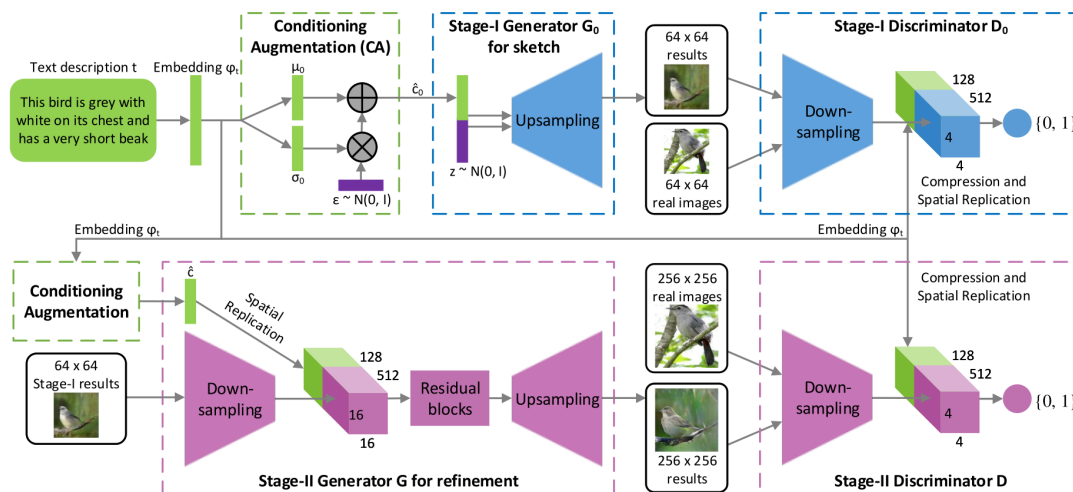 Text description t
This bird is grey with
white on its chest and
has a very short beak
Embedding φt
Conditioning
Augmentation (CA)
μ0
σ0
ε ~ N(0, I)
ĉ0
Stage-I Generator G0
for sketch
z ~ N(0, I)
Upsampling
64 x 64
results
64 x 64
real images
Stage-I Discriminator D0
Down-
sampling
128
512
4
4
{0, 1}
Compression and
Spatial Replication
Embedding φt
Embedding φt
Conditioning
Augmentation
64 x 64
Stage-I results
ĉ
Spatial
Replication
Down-
sampling
128
512
16
16
Residual
blocks
Upsampling
Stage-II Generator G for refinement
256 x 256
real images
256 x 256
results
Compression and
Spatial Replication
Down-
sampling
128
512
4
4
{0, 1}
Stage-II Discriminator D